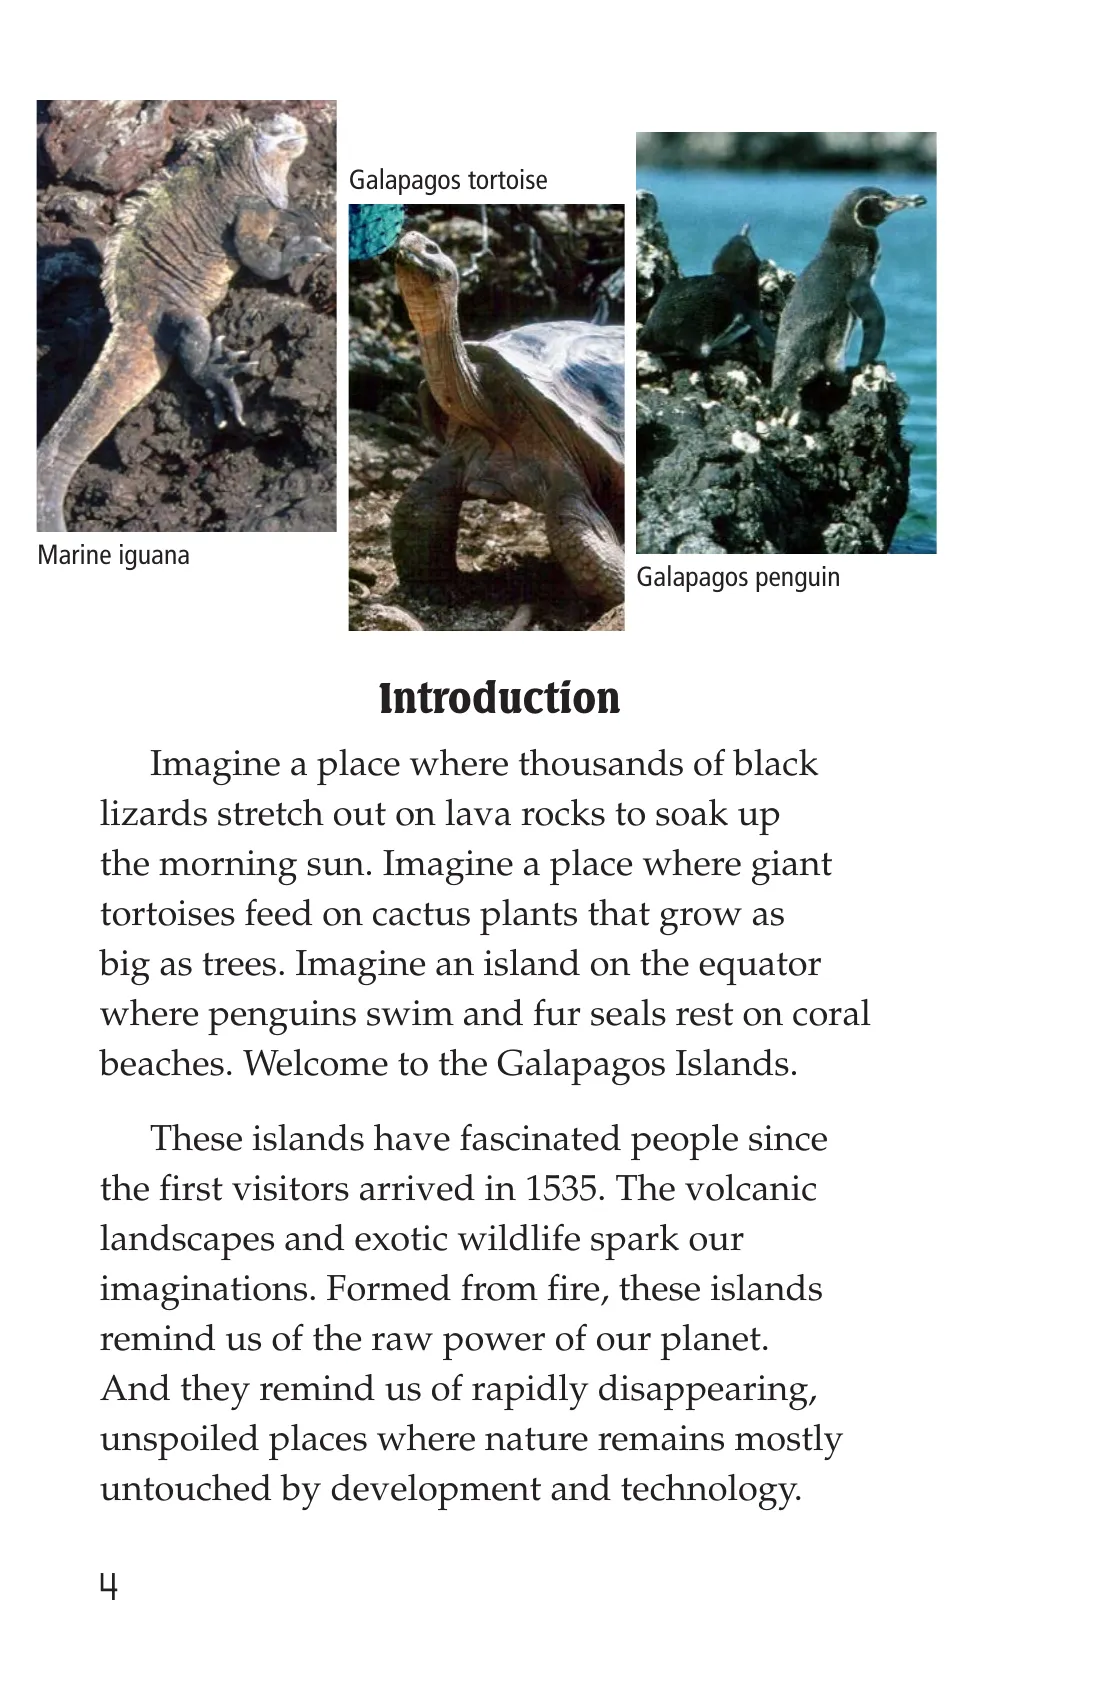 Galapagos tortoise
Marine iguana
Galapagos penguin
Introduction
Imagine a place where thousands of black
lizards stretch out on lava rocks to soak up
the morning sun. Imagine a place where giant
tortoises feed on cactus plants that grow as
big as trees. Imagine an island on the equator
where penguins swim and fur seals rest on coral
beaches. Welcome to the Galapagos Islands.
These islands have fascinated people since
the first visitors arrived in 1535. The volcanic
landscapes and exotic wildlife spark our
imaginations. Formed from fire, these islands
remind us of the raw power of our planet.
And they remind us of rapidly disappearing,
unspoiled places where nature remains mostly
untouched by development and technology.
4